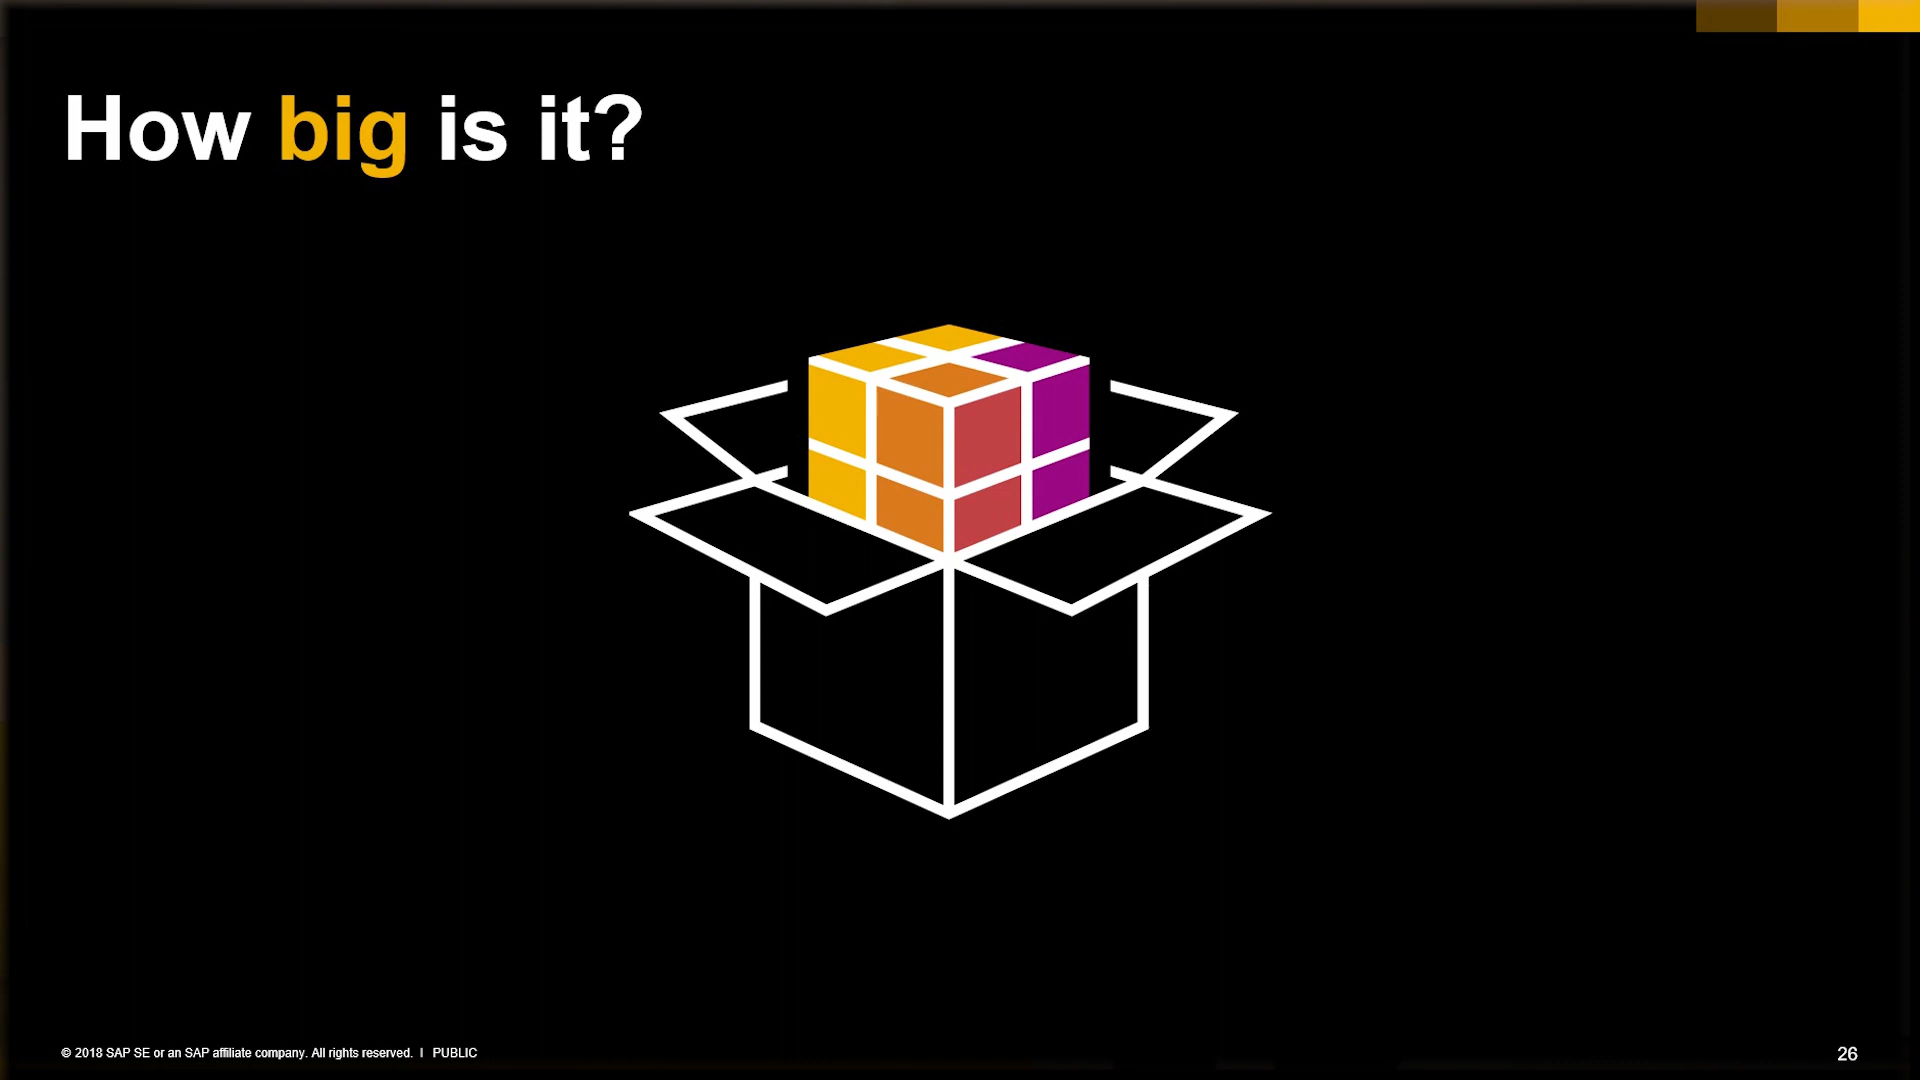 How big is it?
© 2018 SAP SE or an SAP affiliate company. All rights reserved. I PUBLIC
26